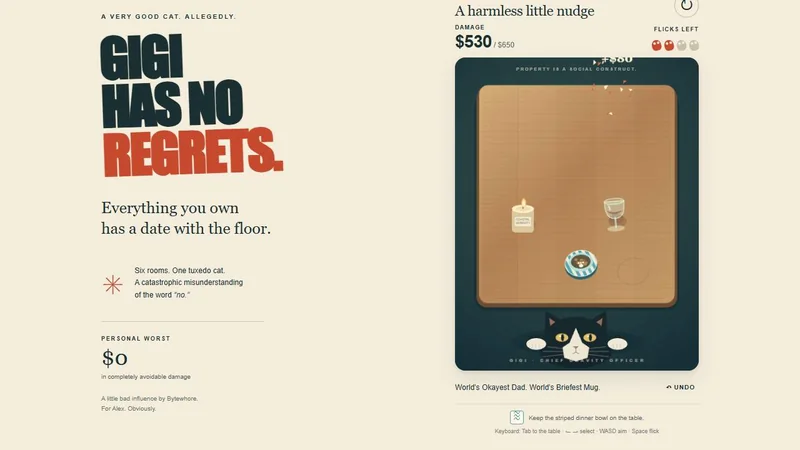 A VERY GOOD CAT. ALLEGEDLY.
GIGI
HAS NO
REGRETS.
Everything you own
has a date with the floor.
Six rooms. One tuxedo cat.
A catastrophic misunderstanding
of the word "no."
PERSONAL WORST
$0
in completely avoidable damage
A little bad influence by Bytewhore.
For Alex. Obviously.
A harmless little nudge
DAMAGE
$530 / $650
FLICKS LEFT
+$80
PROPERTY IS A SOCIAL CONSTRUCT.
GIGI · CHIEF GRAVITY OFFICER
World's Okayest Dad. World's Briefest Mug.
↶ UNDO
Keep the striped dinner bowl on the table.
Keyboard: Tab to the table · ← → select · WASD aim · Space flick